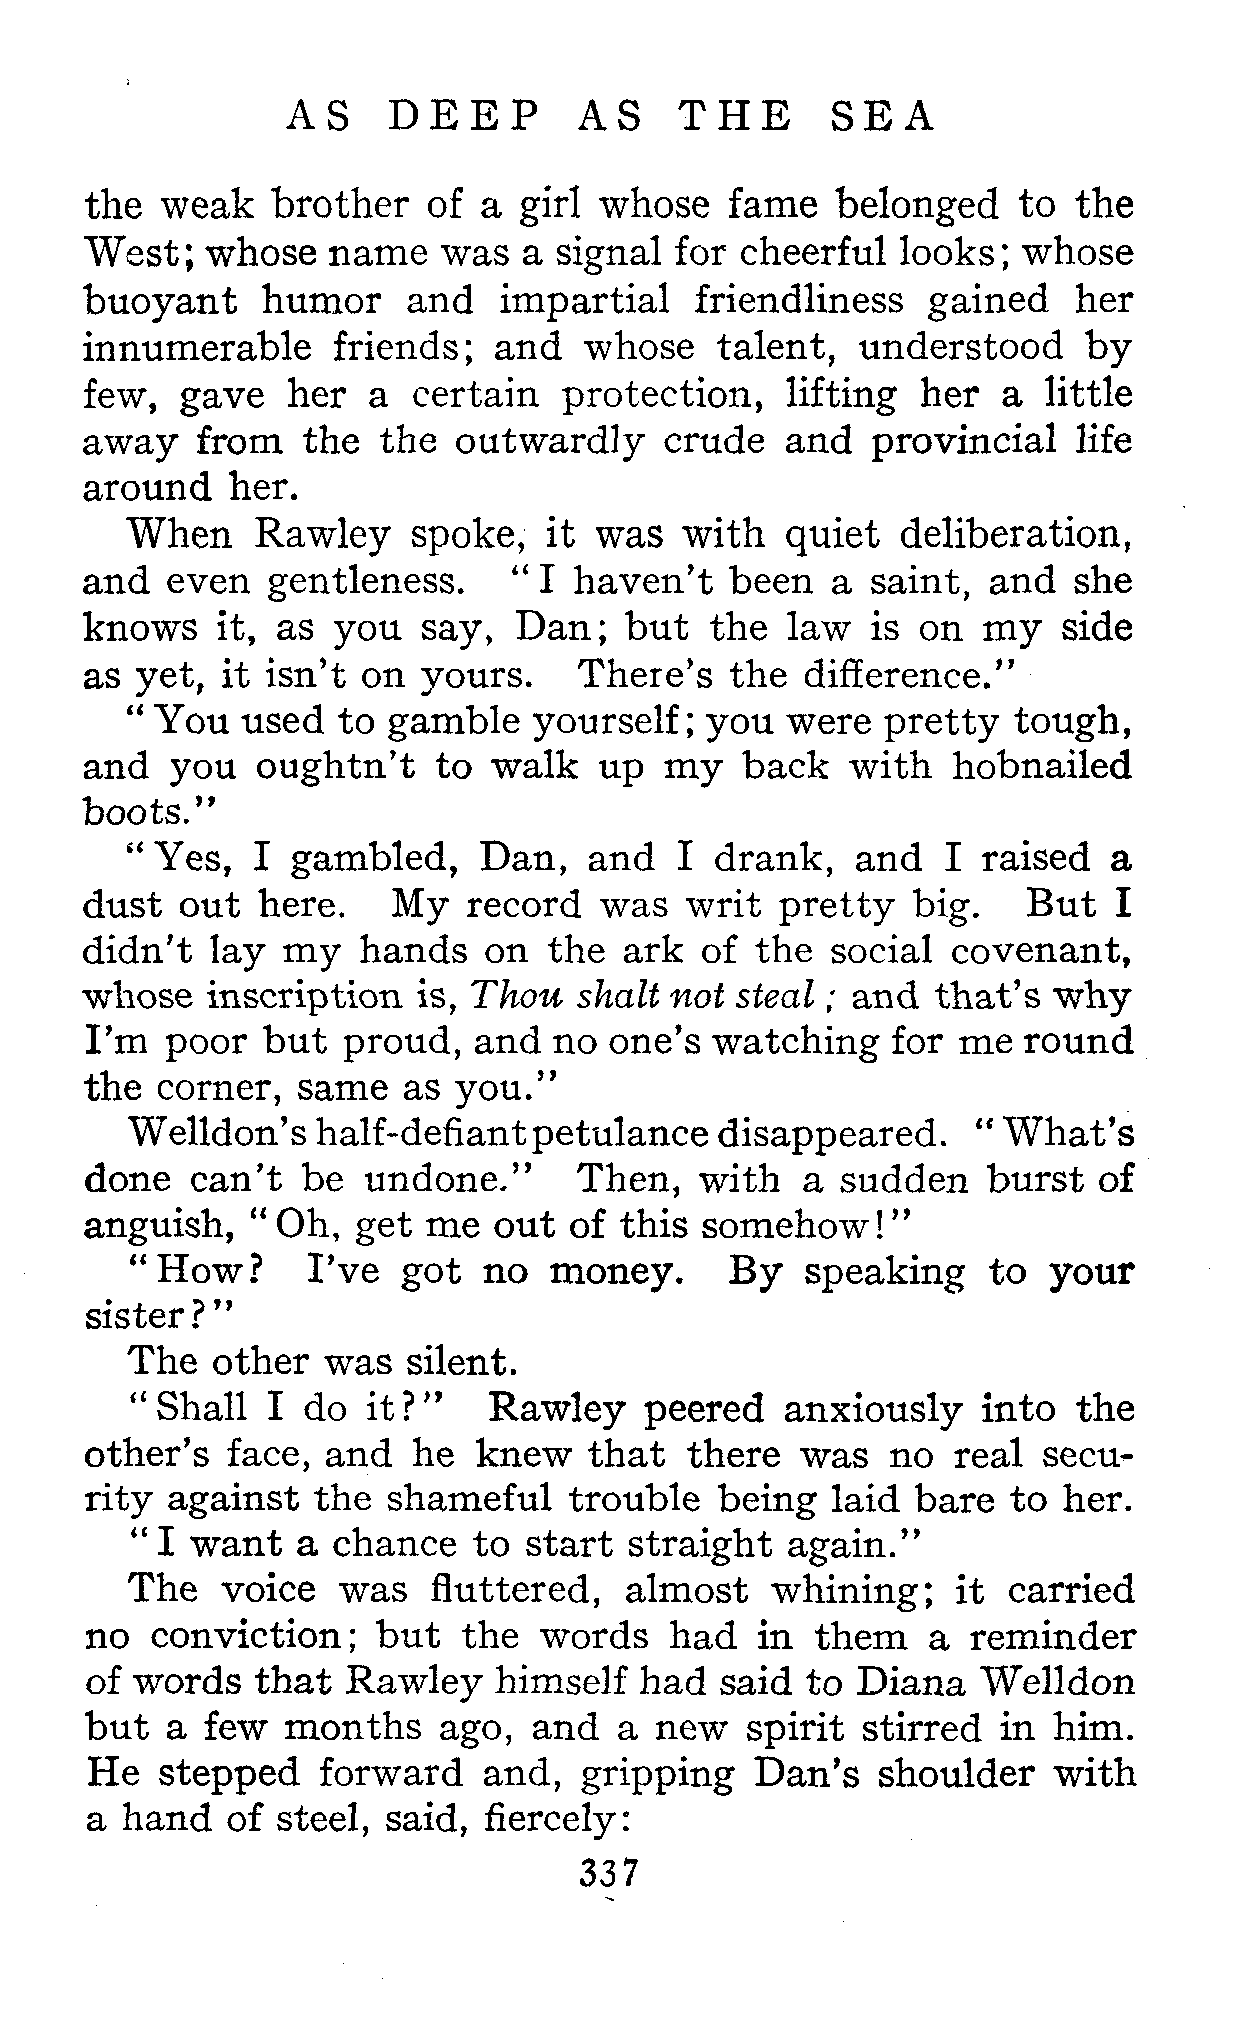 AS DEEP AS THE SEA
the weak brother of a girl whose fame belonged to the
West; whose name was a signal for cheerful looks; whose
buoyant humor and impartial friendliness gained her
innumerable friends; and whose talent, understood by
few, gave her a certain protection, lifting her a little
away from the the outwardly crude and provincial life
around her.
When Rawley spoke, it was with quiet deliberation,
and even gentleness. "I haven't been a saint, and she
knows it, as you say, Dan; but the law is on my side
as yet, it isn't on yours. There's the difference."
"You used to gamble yourself; you were pretty tough,
and you oughtn't to walk up my back with hobnailed
boots."
"Yes, I gambled, Dan, and I drank, and I raised a
dust out here. My record was writ pretty big. But I
didn't lay my hands on the ark of the social covenant,
whose inscription is, Thou shalt not steal; and that's why
I'm poor but proud, and no one's watching for me round
the corner, same as you."
Welldon's half-defiant petulance disappeared. "What's
done can't be undone." Then, with a sudden burst of
anguish, "Oh, get me out of this somehow!"
"How? I've got no money. By speaking to your
sister?"
The other was silent.
"Shall I do it?" Rawley peered anxiously into the
other's face, and he knew that there was no real secu-
rity against the shameful trouble being laid bare to her.
"I want a chance to start straight again."
The voice was fluttered, almost whining; it carried
no conviction; but the words had in them a reminder
of words that Rawley himself had said to Diana Welldon
but a few months ago, and a new spirit stirred in him.
He stepped forward and, gripping Dan's shoulder with
a hand of steel, said, fiercely:
337